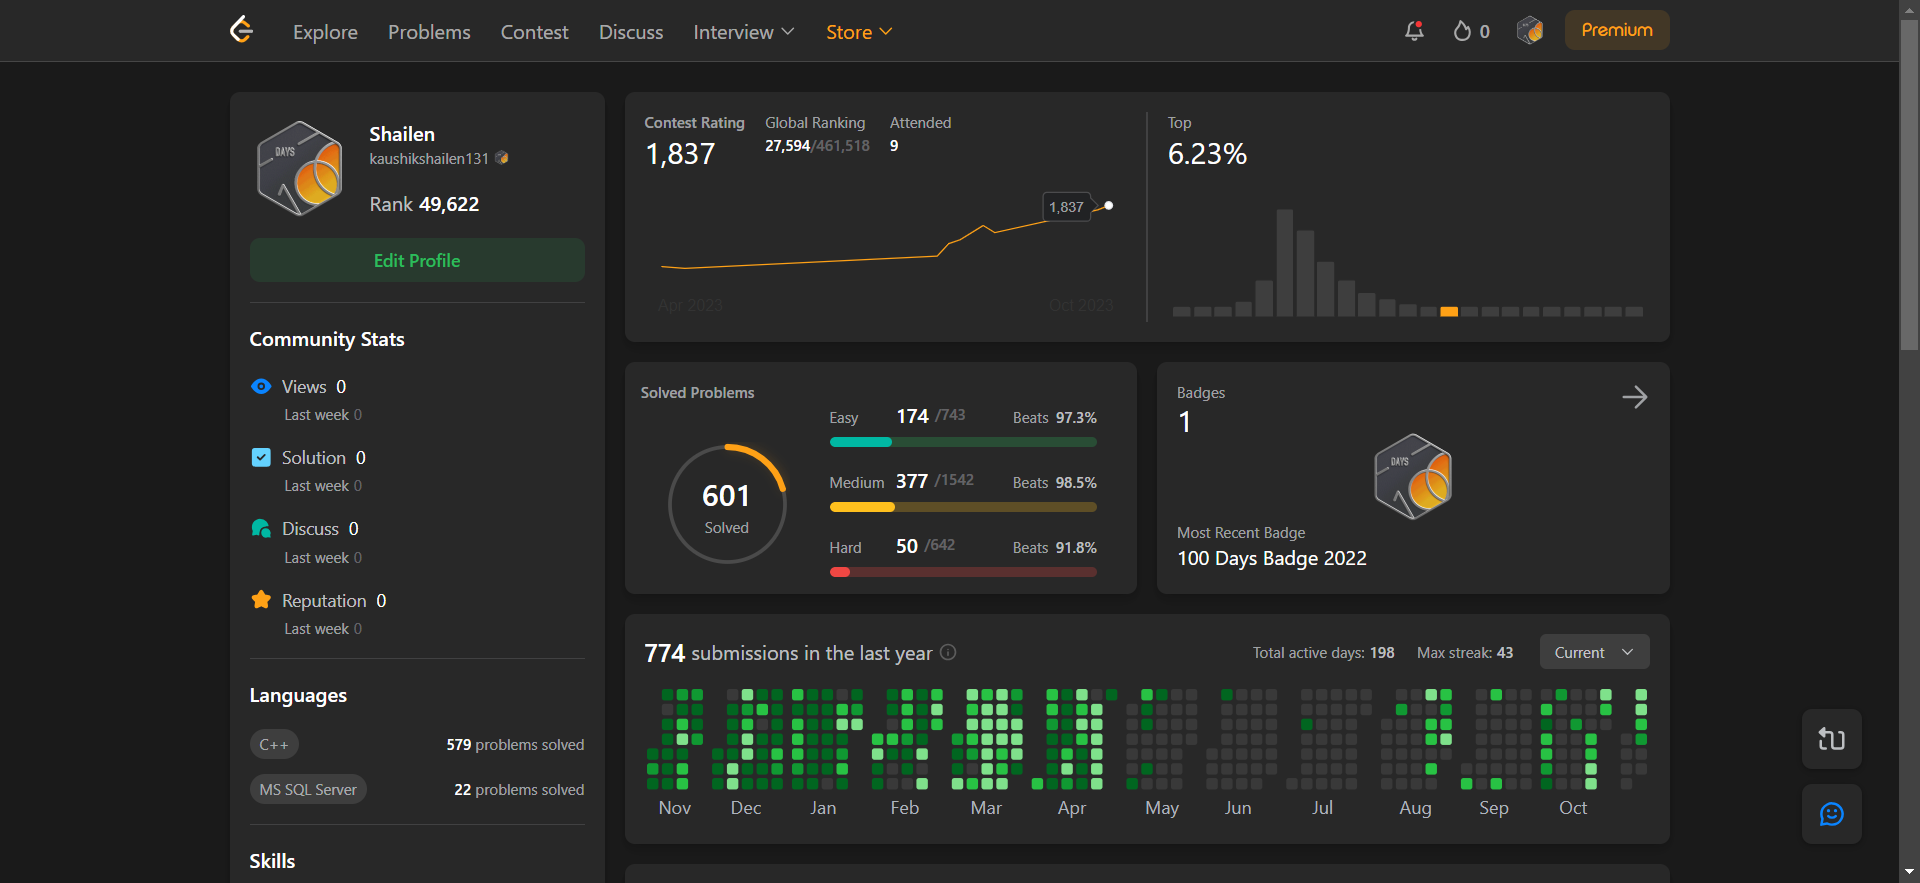 Explore Problems Contest Discuss Interview Store 0 Premium
DAYS
Shailen
kaushikshailen131
Rank 49,622
Edit Profile
Community Stats
Views 0
Last week 0
Solution 0
Last week 0
Discuss 0
Last week 0
Reputation 0
Last week 0
Languages
C++ 579 problems solved
MS SQL Server 22 problems solved
Skills
Contest Rating
1,837
Global Ranking
27,594/461,518
Attended
9
1,837
Apr 2023 Oct 2023
Top
6.23%
Solved Problems
601
Solved
Easy 174 /743 Beats 97.3%
Medium 377 /1542 Beats 98.5%
Hard 50 /642 Beats 91.8%
Badges
1
DAYS
Most Recent Badge
100 Days Badge 2022
774 submissions in the last year Total active days: 198 Max streak: 43 Current
Nov Dec Jan Feb Mar Apr May Jun Jul Aug Sep Oct